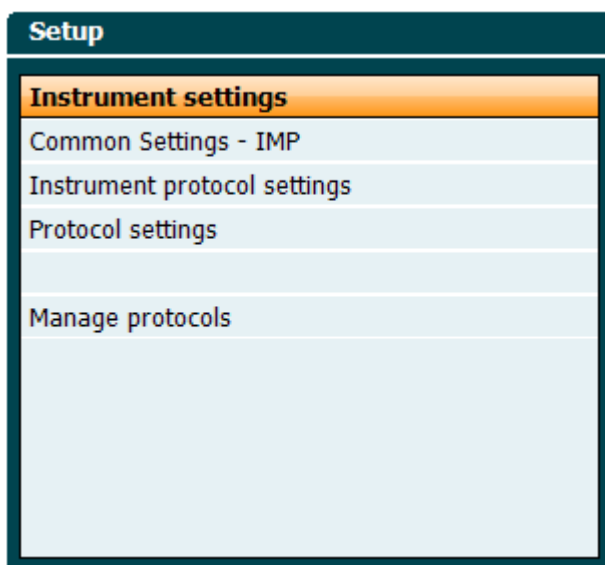 Setup
Instrument settings
Common Settings - IMP
Instrument protocol settings
Protocol settings
Manage protocols